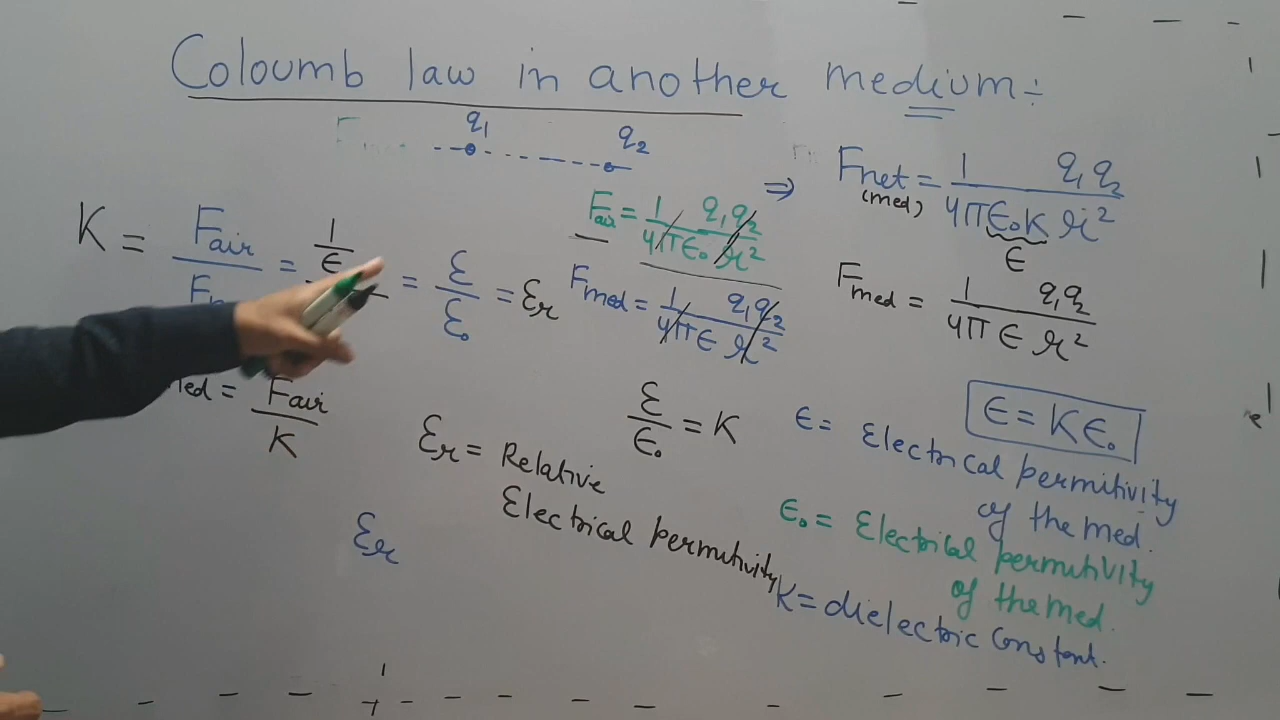 Coloumb law in another medium:-
q₁ q₂
F_air = 1/4πϵ₀ q₁q₂/r²
⇒ F_net (med) = 1/4πϵ₀K q₁q₂/r²
ϵ
K = F_air/F = 1/ϵ = ε/ε₀ = εr
F_med = 1/4πϵ q₁q₂/r²
F_med = 1/4πϵ q₁q₂/r²
med = F_air/K
ε/ϵ₀ = K
ϵ = Kϵ₀
εr = Relative
Electrical permitivity
ϵ = Electrical permitivity
of the med.
ϵ₀ = Electrical permitivity
of the med.
εr
K = dielectric Constant.